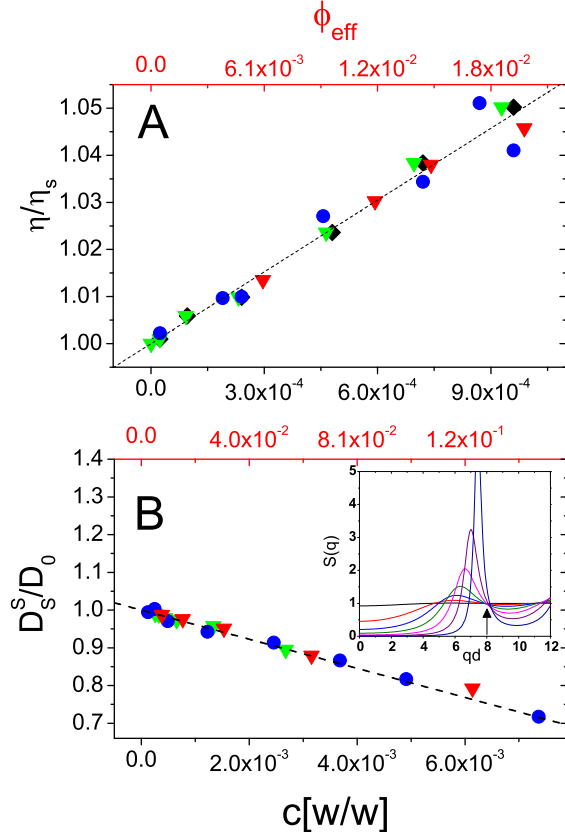 ϕeff
0.0 6.1x10⁻³ 1.2x10⁻² 1.8x10⁻²
A
1.05
1.04
1.03
1.02
1.01
1.00
η/ηs
0.0 3.0x10⁻⁴ 6.0x10⁻⁴ 9.0x10⁻⁴
0.0 4.0x10⁻² 8.1x10⁻² 1.2x10⁻¹
B
1.4
1.3
1.2
1.1
1.0
0.9
0.8
0.7
DSS/D0
5
4
3
2
1
0
S(q)
0 2 4 6 8 10 12
qd
0.0 2.0x10⁻³ 4.0x10⁻³ 6.0x10⁻³
c[w/w]